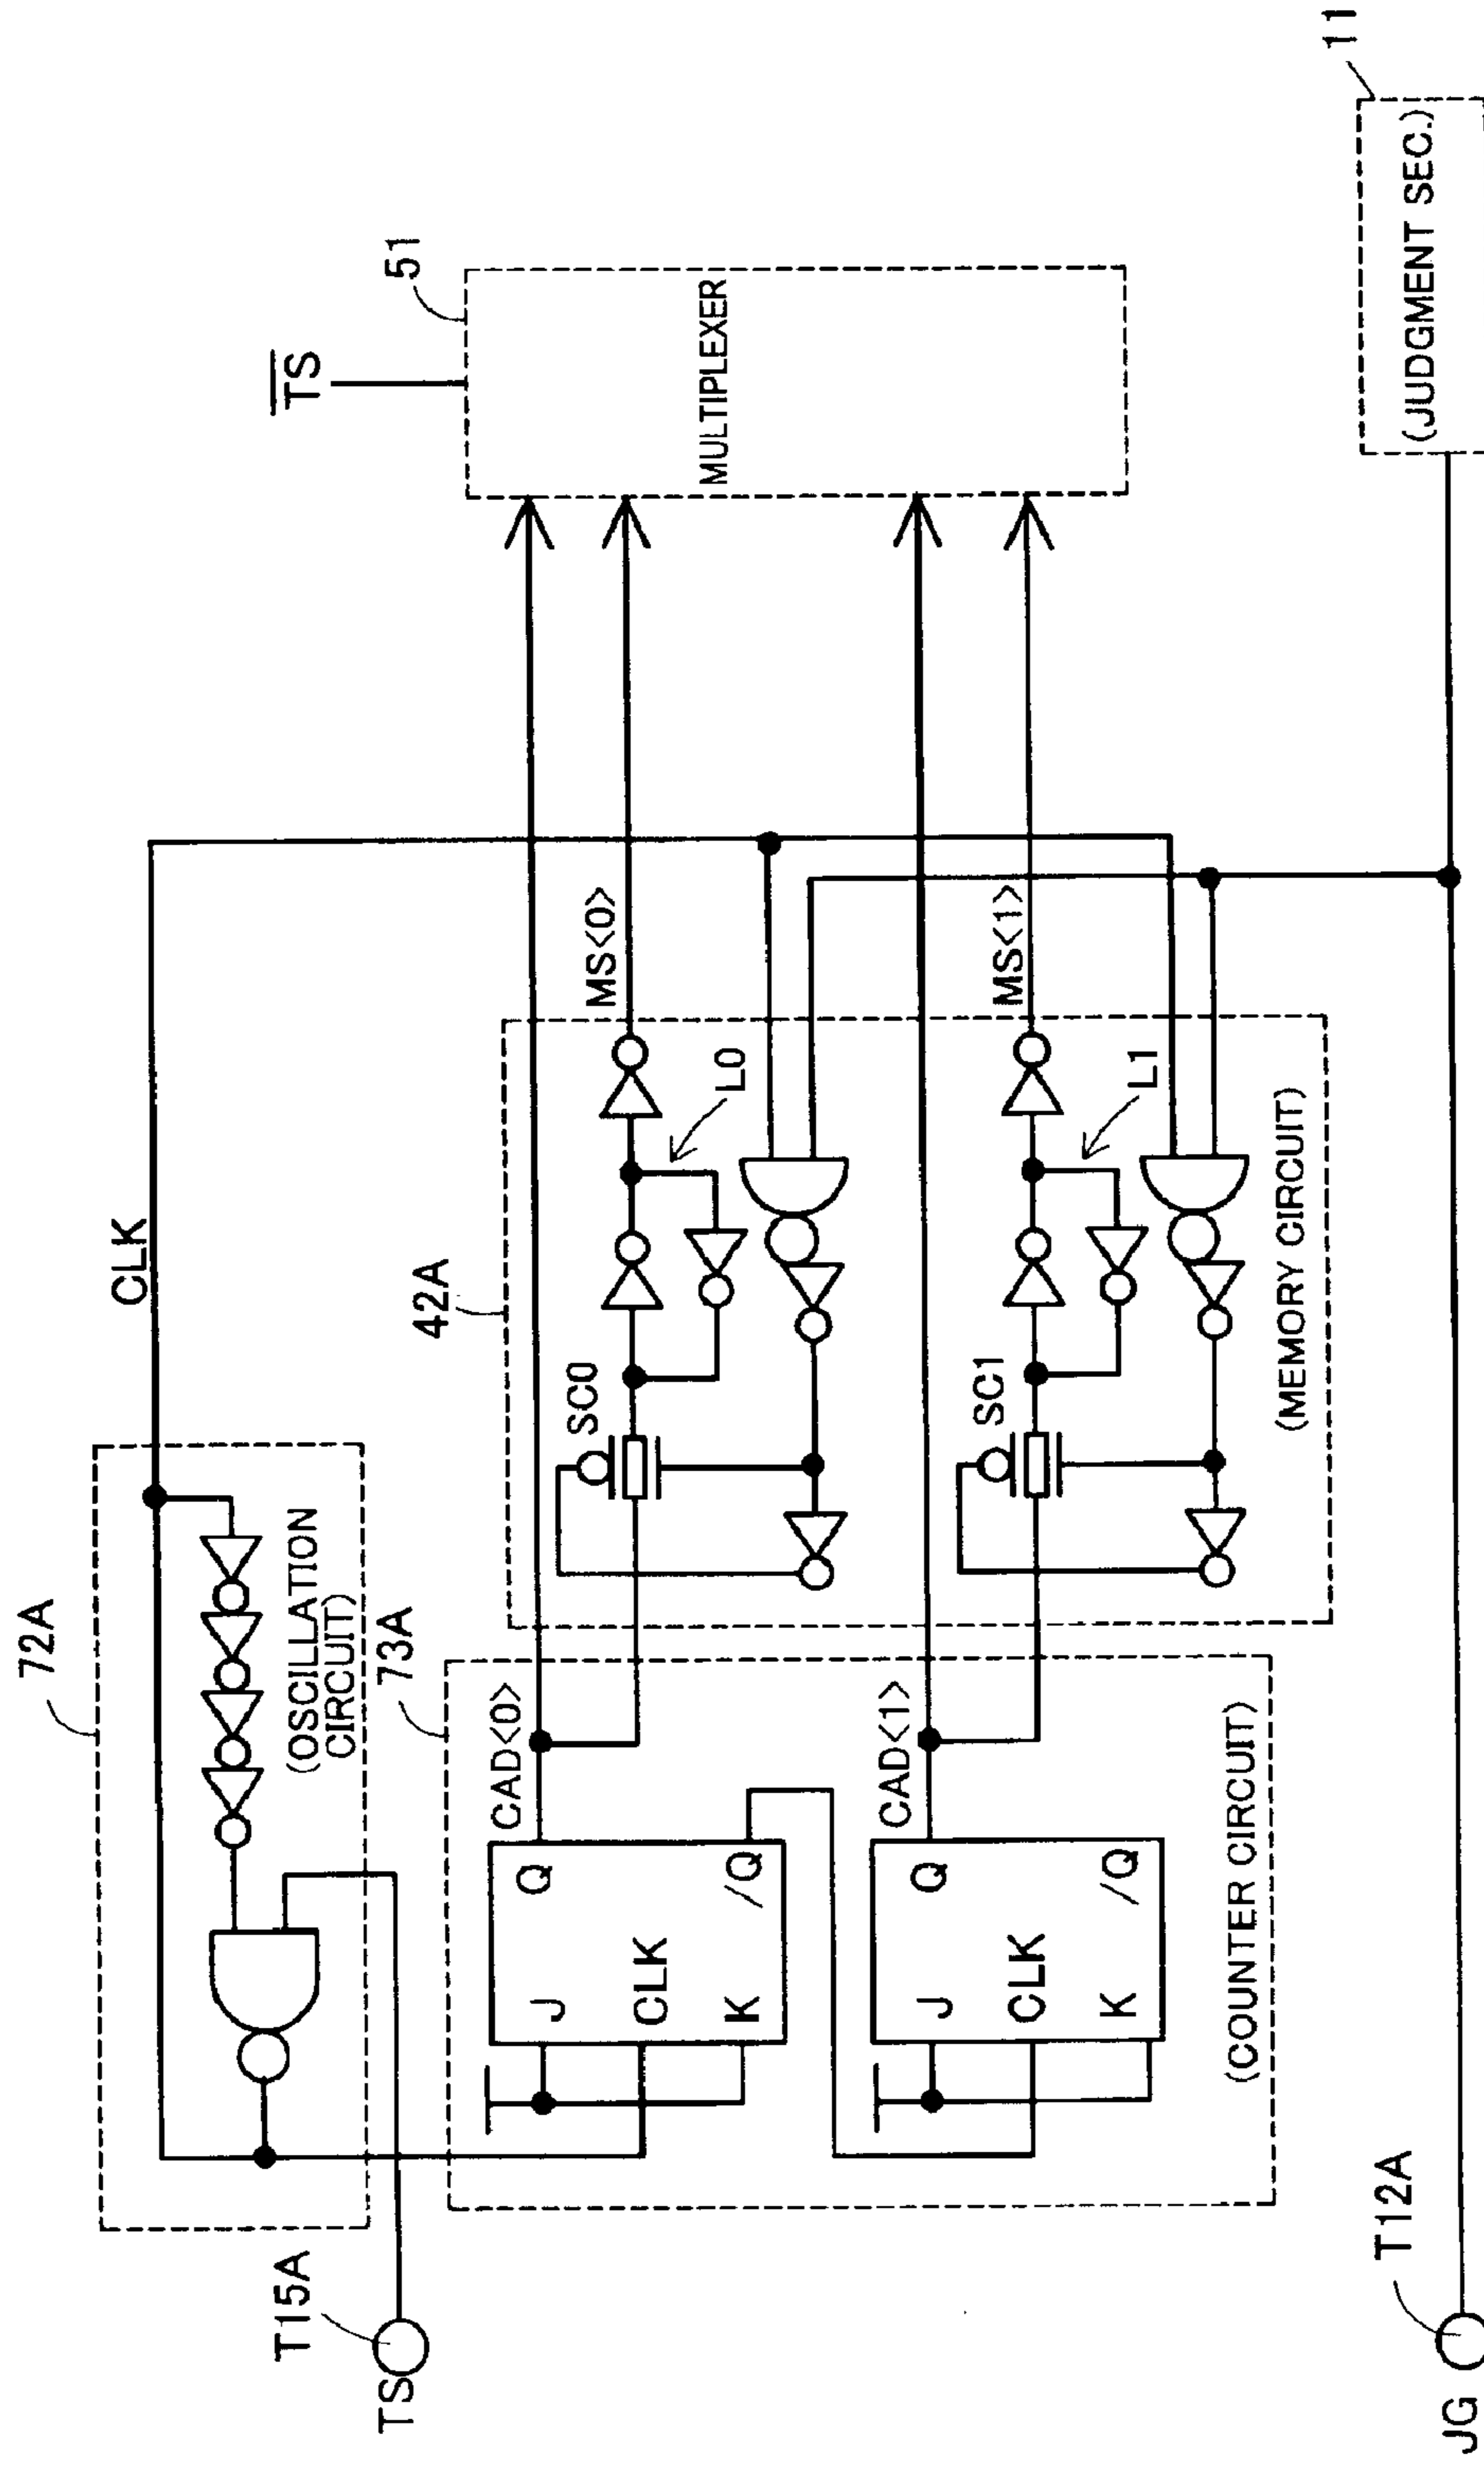 72A
CLK
(OSCILLATION
CIRCUIT)
T15A
TS
73A
CAD<0>
J
Q
CLK
K
/Q
CAD<1>
J
Q
CLK
K
/Q
(COUNTER CIRCUIT)
42A
SC0
L0
MS<0>
SC1
L1
MS<1>
(MEMORY CIRCUIT)
TS
51
MULTIPLEXER
T12A
JG
11
(JUDGMENT SEC.)